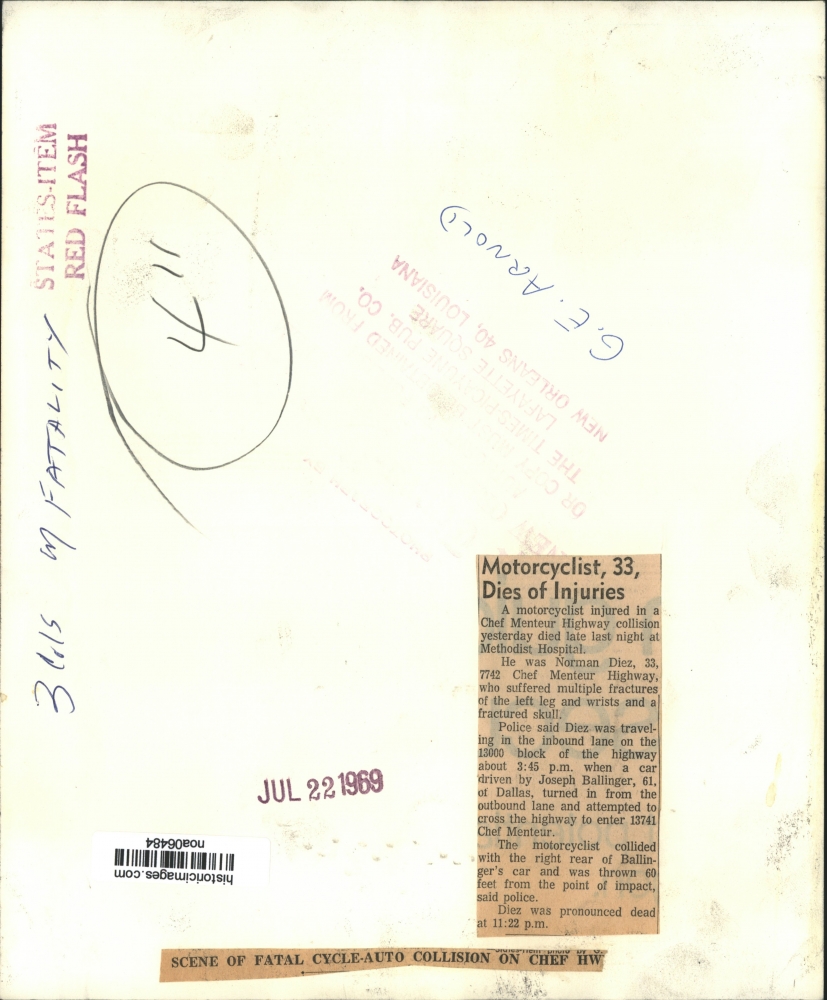 STATES-ITEM
RED FLASH
3 Cols W/ FATALITY
411
G.E. ARNOLD
OR COPY
THE TIMES-PICAYUNE PUB. CO.
LAFAYETTE SQUARE
NEW ORLEANS 40, LOUISIANA
Motorcyclist, 33,
Dies of Injuries
A motorcyclist injured in a
Chef Menteur Highway collision
yesterday died late last night at
Methodist Hospital.
He was Norman Diez, 33,
7742 Chef Menteur Highway,
who suffered multiple fractures
of the left leg and wrists and a
fractured skull.
Police said Diez was travel-
ing in the inbound lane on the
13000 block of the highway
about 3:45 p.m. when a car
driven by Joseph Ballinger, 61,
of Dallas, turned in from the
outbound lane and attempted to
cross the highway to enter 13741
Chef Menteur.
The motorcyclist collided
with the right rear of Ballin-
ger's car and was thrown 60
feet from the point of impact,
said police.
Diez was pronounced dead
at 11:22 p.m.
JUL 22 1969
historicimages.com
noa06484
SCENE OF FATAL CYCLE-AUTO COLLISION ON CHEF HW